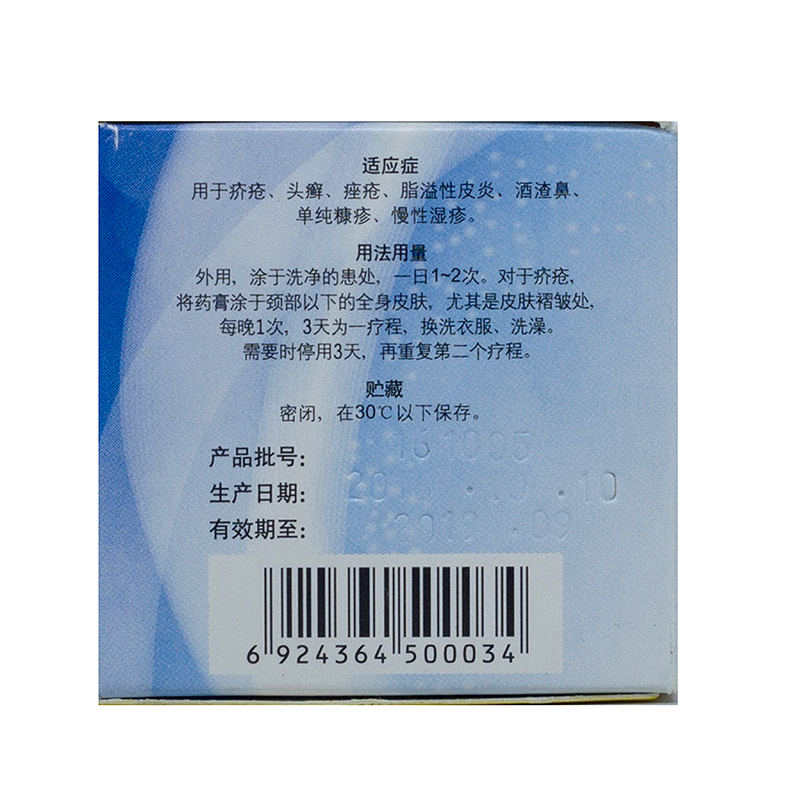 适应症
用于疥疮、头癣、痤疮、脂溢性皮炎、酒渣鼻、
单纯糠疹、慢性湿疹。
用法用量
外用，涂于洗净的患处，一日1~2次。对于疥疮，
将药膏涂于颈部以下的全身皮肤，尤其是皮肤褶皱处，
每晚1次，3天为一疗程，换洗衣服、洗澡。
需要时停用3天，再重复第二个疗程。
贮藏
密闭，在30℃以下保存。
产品批号： 161005
生产日期：
有效期至： 2019.09
6 924364 500034